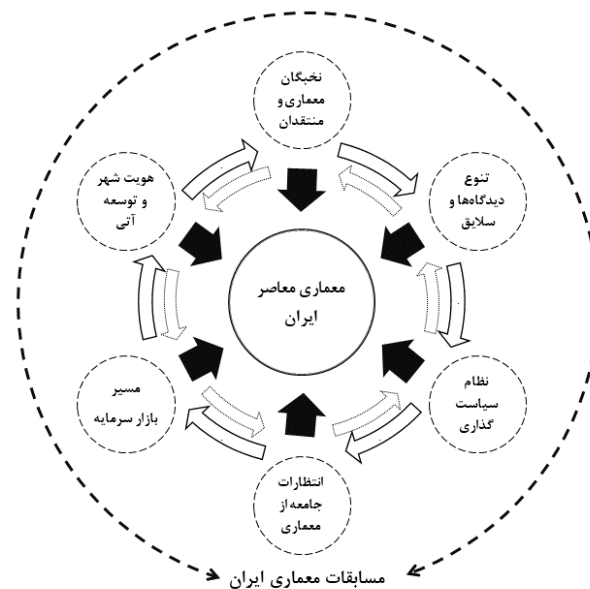 نخبگان
معماری و
منتقدان
تنوع
دیدگاه‌ها و
سلایق
نظام
سیاست
گذاری
انتظارات
جامعه از
معماری
مسیر
بازار سرمایه
هویت شهر
و توسعه
آتی
معماری معاصر
ایران
مسابقات معماری ایران